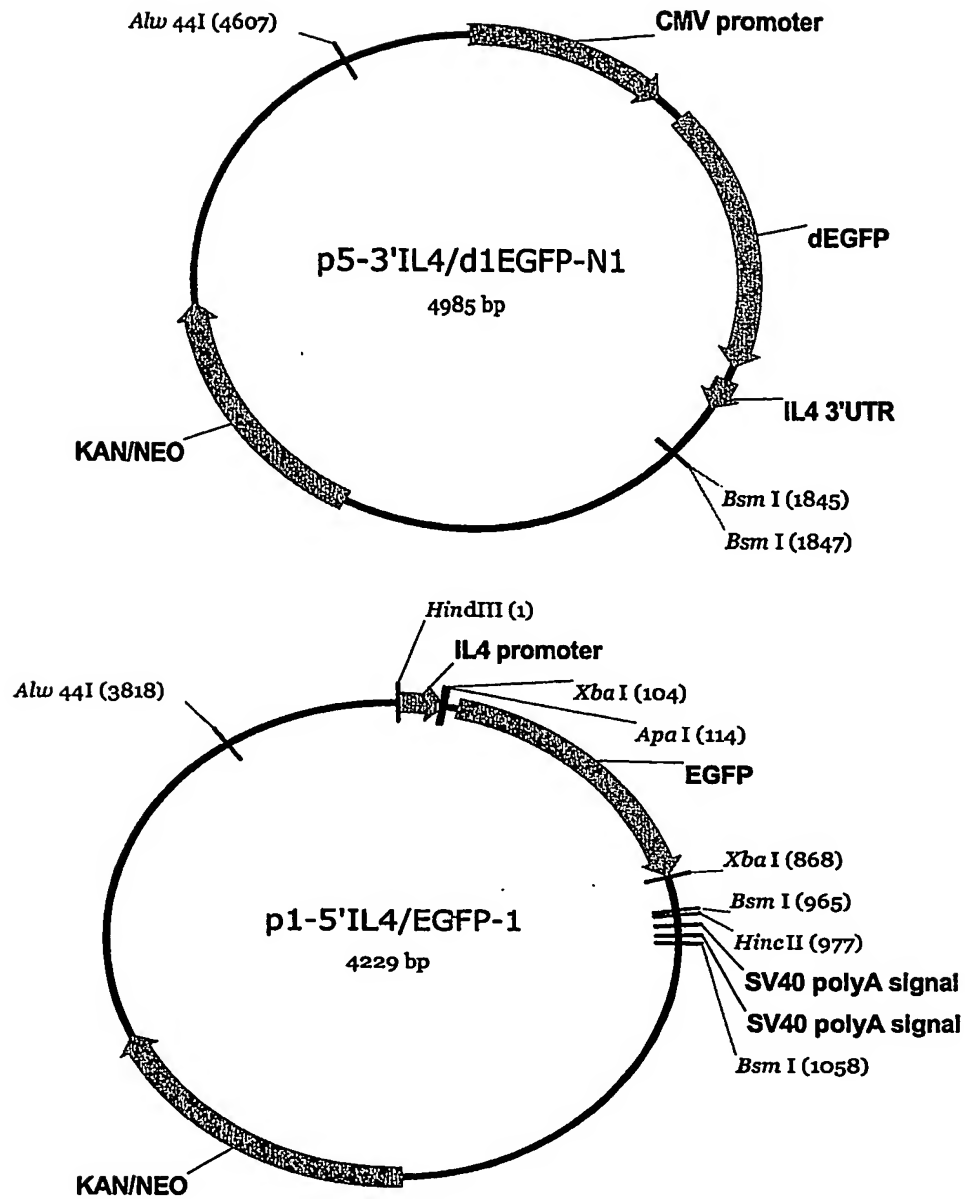 Alw 44I (4607)
CMV promoter
p5-3'IL4/d1EGFP-N1
4985 bp
dEGFP
IL4 3'UTR
KAN/NEO
Bsm I (1845)
Bsm I (1847)
HindIII (1)
IL4 promoter
Alw 44I (3818)
Xba I (104)
Apa I (114)
EGFP
Xba I (868)
p1-5'IL4/EGFP-1
4229 bp
Bsm I (965)
HincII (977)
SV40 polyA signal
SV40 polyA signal
Bsm I (1058)
KAN/NEO